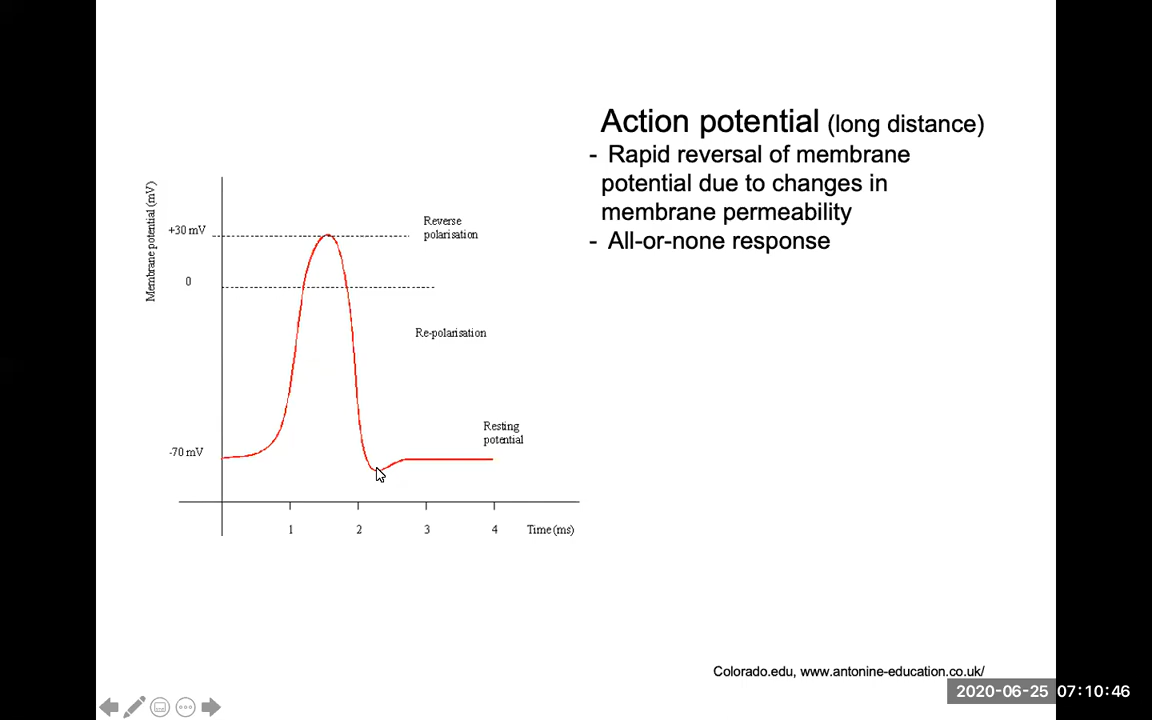 Action potential (long distance)
- Rapid reversal of membrane
potential due to changes in
membrane permeability
- All-or-none response
Membrane potential (mV)
+30 mV
Reverse
polarisation
0
Re-polarisation
Resting
potential
-70 mV
1
2
3
4
Time (ms)
Colorado.edu, www.antonine-education.co.uk/
2020-06-25 07:10:46